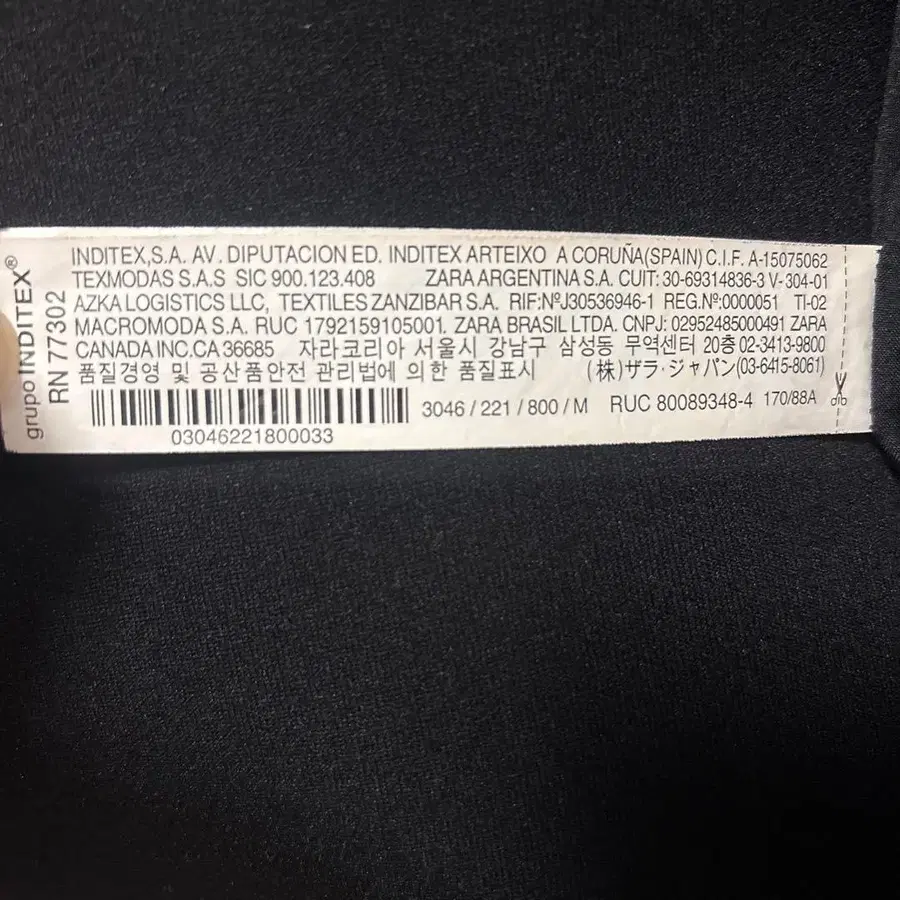 grupo INDITEX®
RN 77302
INDITEX,S.A. AV. DIPUTACION ED. INDITEX ARTEIXO A CORUÑA(SPAIN) C.I.F. A-15075062
TEXMODAS S.A.S SIC 900.123.408 ZARA ARGENTINA S.A. CUIT: 30-69314836-3 V-304-01
AZKA LOGISTICS LLC, TEXTILES ZANZIBAR S.A. RIF:NºJ30536946-1 REG.Nº:0000051 TI-02
MACROMODA S.A. RUC 1792159105001. ZARA BRASIL LTDA. CNPJ: 02952485000491 ZARA
CANADA INC.CA 36685 자라코리아 서울시 강남구 삼성동 무역센터 20층 02-3413-9800
품질경영 및 공산품안전 관리법에 의한 품질표시 (株)ザラ・ジャパン(03-6415-8061)
3046 / 221 / 800 / M RUC 80089348-4 170/88A
03046221800033